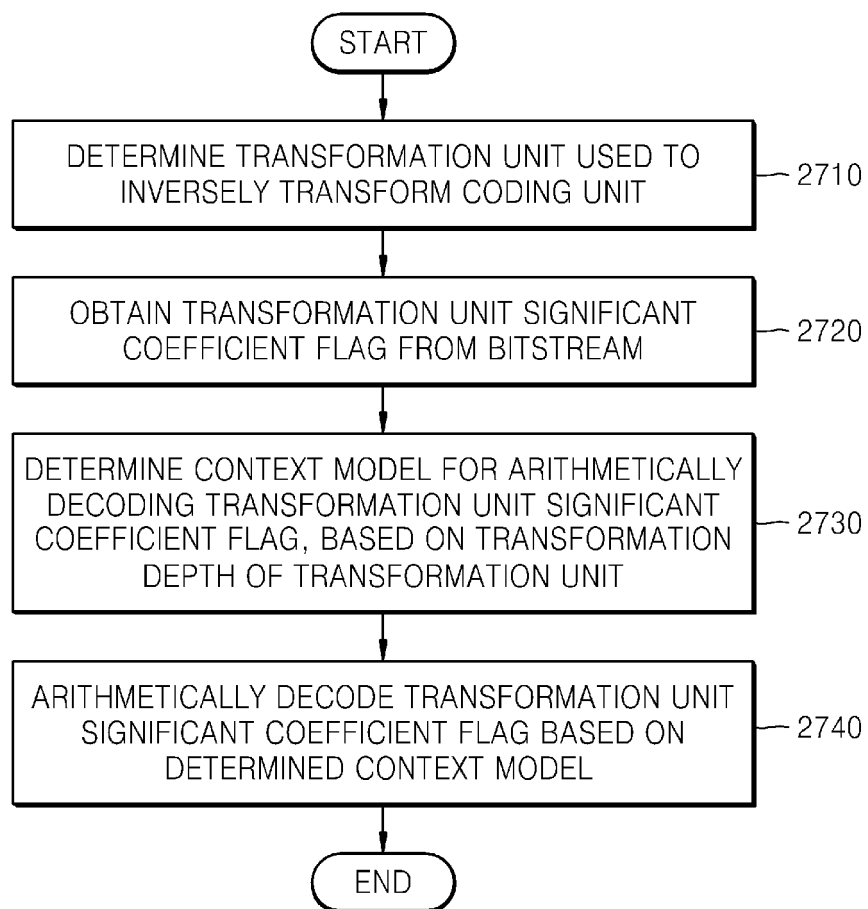 START
DETERMINE TRANSFORMATION UNIT USED TO
INVERSELY TRANSFORM CODING UNIT
2710
OBTAIN TRANSFORMATION UNIT SIGNIFICANT
COEFFICIENT FLAG FROM BITSTREAM
2720
DETERMINE CONTEXT MODEL FOR ARITHMETICALLY
DECODING TRANSFORMATION UNIT SIGNIFICANT
COEFFICIENT FLAG, BASED ON TRANSFORMATION
DEPTH OF TRANSFORMATION UNIT
2730
ARITHMETICALLY DECODE TRANSFORMATION UNIT
SIGNIFICANT COEFFICIENT FLAG BASED ON
DETERMINED CONTEXT MODEL
2740
END